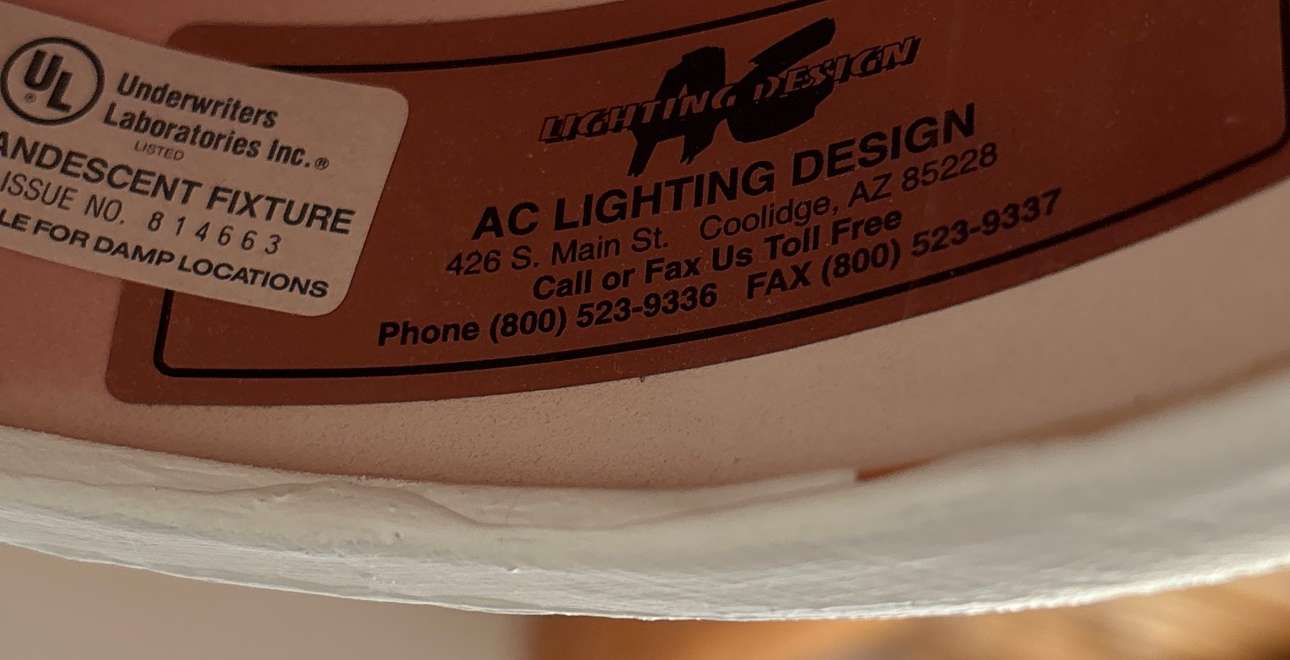 UL
®
Underwriters
Laboratories Inc.®
LISTED
ANDESCENT FIXTURE
ISSUE NO. 814663
LE FOR DAMP LOCATIONS
AC
LIGHTING DESIGN
AC LIGHTING DESIGN
426 S. Main St. Coolidge, AZ 85228
Call or Fax Us Toll Free
Phone (800) 523-9336 FAX (800) 523-9337